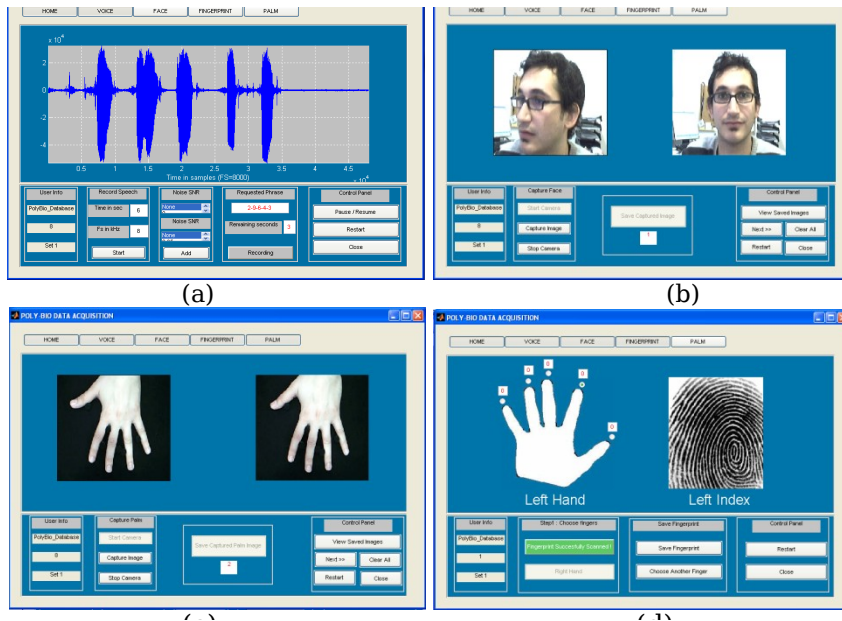 HOME VOICE FACE FINGERPRINT PALM
x 10^4
2
0
-2
-4
0.5 1 1.5 2 2.5 3 3.5 4 4.5
Time in samples (FS=8000)
x 10^4
User Info Record Speech Noise SNR Requested Phrase Control Panel
PolyBio_Database Time in sec 6 None 2-9-6-4-3 Pause / Resume
8 Noise SNR Remaining seconds 3 Restart
Fs in kHz 8 None
Set 1 Start Add Recording Close
(a)
HOME VOICE FACE FINGERPRINT PALM
User Info Capture Face Control Panel
PolyBio_Database Start Camera Save Captured Image View Saved Images
8 Capture Image 1 Next >> Clear All
Set 1 Stop Camera Restart Close
(b)
POLY-BIO DATA ACQUISITION
HOME VOICE FACE FINGERPRINT PALM
User Info Capture Palm Control Panel
PolyBio_Database Start Camera Save Captured Palm Image View Saved Images
8 Capture Image 2 Next >> Clear All
Set 1 Stop Camera Restart Close
POLY-BIO DATA ACQUISITION
HOME VOICE FACE FINGERPRINT PALM
0 0 0 0 0
Left Hand Left Index
User Info Step1 : Choose fingers Save Fingerprint Control Panel
PolyBio_Database Fingerprint Succesfully Scanned ! Save Fingerprint Restart
1
Set 1 Right Hand Choose Another Finger Close
(d)